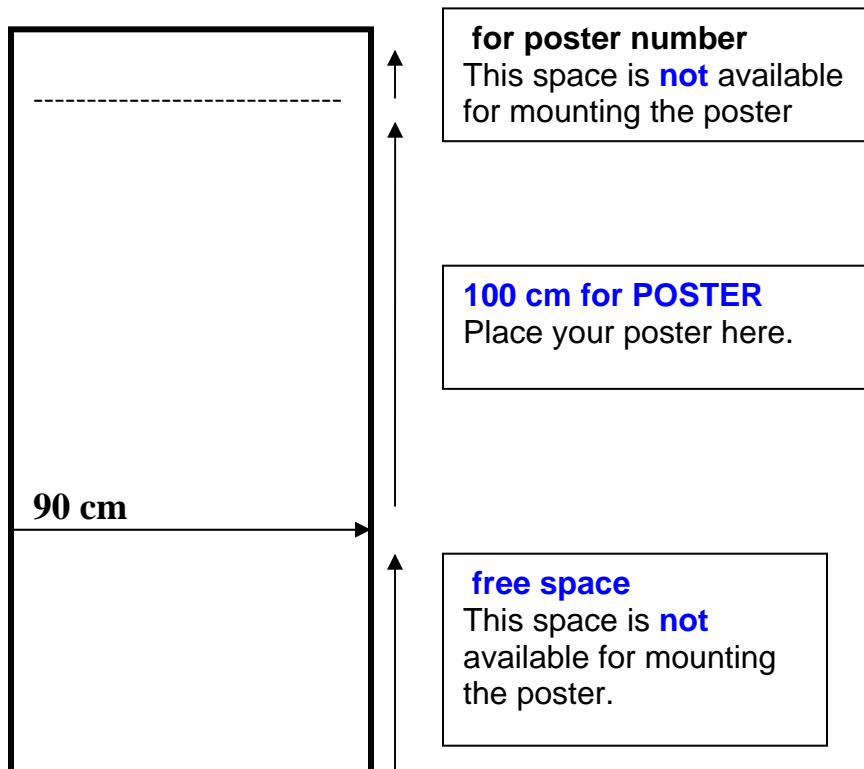 for poster number
This space is not available
for mounting the poster
100 cm for POSTER
Place your poster here.
90 cm
free space
This space is not
available for mounting
the poster.